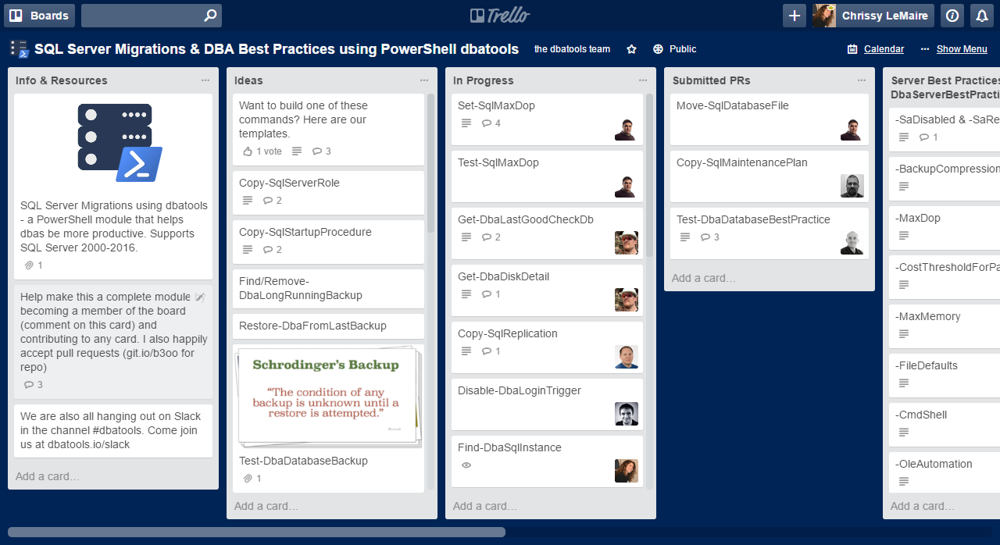 Boards
Trello
Chrissy LeMaire
SQL Server Migrations & DBA Best Practices using PowerShell dbatools
the dbatools team
Public
Calendar
Show Menu
Info & Resources
SQL Server Migrations using dbatools
- a PowerShell module that helps
dbas be more productive. Supports
SQL Server 2000-2016.
1
Help make this a complete module
becoming a member of the board
(comment on this card) and
contributing to any card. I also happily
accept pull requests (git.io/b3oo for
repo)
3
We are also all hanging out on Slack
in the channel #dbatools. Come join
us at dbatools.io/slack
Add a card…
Ideas
Want to build one of these
commands? Here are our
templates.
1 vote
3
Copy-SqlServerRole
2
Copy-SqlStartupProcedure
2
Find/Remove-
DbaLongRunningBackup
Restore-DbaFromLastBackup
Schrodinger's Backup
“The condition of any
backup is unknown until a
restore is attempted.”
Test-DbaDatabaseBackup
1
Add a card…
In Progress
Set-SqlMaxDop
4
Test-SqlMaxDop
Get-DbaLastGoodCheckDb
2
Get-DbaDiskDetail
1
Copy-SqlReplication
1
Disable-DbaLoginTrigger
Find-DbaSqlInstance
Add a card…
Submitted PRs
Move-SqlDatabaseFile
Copy-SqlMaintenancePlan
Test-DbaDatabaseBestPractice
3
Add a card…
Server Best Practices
DbaServerBestPracti
-SaDisabled & -SaRe
1
-BackupCompression
-MaxDop
-CostThresholdForPa
-MaxMemory
-FileDefaults
-CmdShell
-OleAutomation
Add a card…